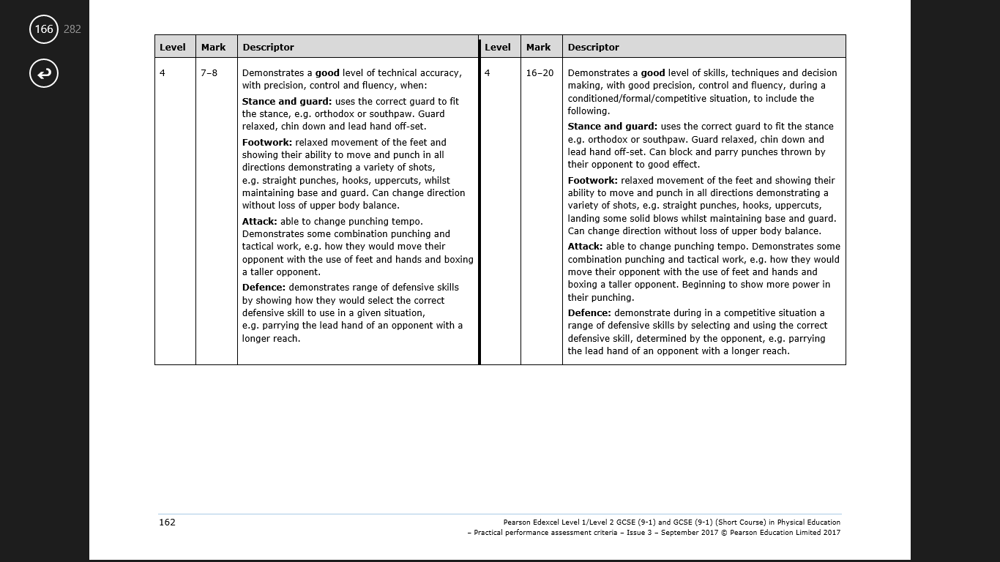 166 282
Level Mark Descriptor Level Mark Descriptor
4 7–8
Demonstrates a good level of technical accuracy,
with precision, control and fluency, when:
Stance and guard: uses the correct guard to fit
the stance, e.g. orthodox or southpaw. Guard
relaxed, chin down and lead hand off-set.
Footwork: relaxed movement of the feet and
showing their ability to move and punch in all
directions demonstrating a variety of shots,
e.g. straight punches, hooks, uppercuts, whilst
maintaining base and guard. Can change direction
without loss of upper body balance.
Attack: able to change punching tempo.
Demonstrates some combination punching and
tactical work, e.g. how they would move their
opponent with the use of feet and hands and boxing
a taller opponent.
Defence: demonstrates range of defensive skills
by showing how they would select the correct
defensive skill to use in a given situation,
e.g. parrying the lead hand of an opponent with a
longer reach.
4 16–20
Demonstrates a good level of skills, techniques and decision
making, with good precision, control and fluency, during a
conditioned/formal/competitive situation, to include the
following.
Stance and guard: uses the correct guard to fit the stance
e.g. orthodox or southpaw. Guard relaxed, chin down and
lead hand off-set. Can block and parry punches thrown by
their opponent to good effect.
Footwork: relaxed movement of the feet and showing their
ability to move and punch in all directions demonstrating a
variety of shots, e.g. straight punches, hooks, uppercuts,
landing some solid blows whilst maintaining base and guard.
Can change direction without loss of upper body balance.
Attack: able to change punching tempo. Demonstrates some
combination punching and tactical work, e.g. how they would
move their opponent with the use of feet and hands and
boxing a taller opponent. Beginning to show more power in
their punching.
Defence: demonstrate during in a competitive situation a
range of defensive skills by selecting and using the correct
defensive skill, determined by the opponent, e.g. parrying
the lead hand of an opponent with a longer reach.
162
Pearson Edexcel Level 1/Level 2 GCSE (9-1) and GCSE (9-1) (Short Course) in Physical Education
– Practical performance assessment criteria – Issue 3 – September 2017 © Pearson Education Limited 2017